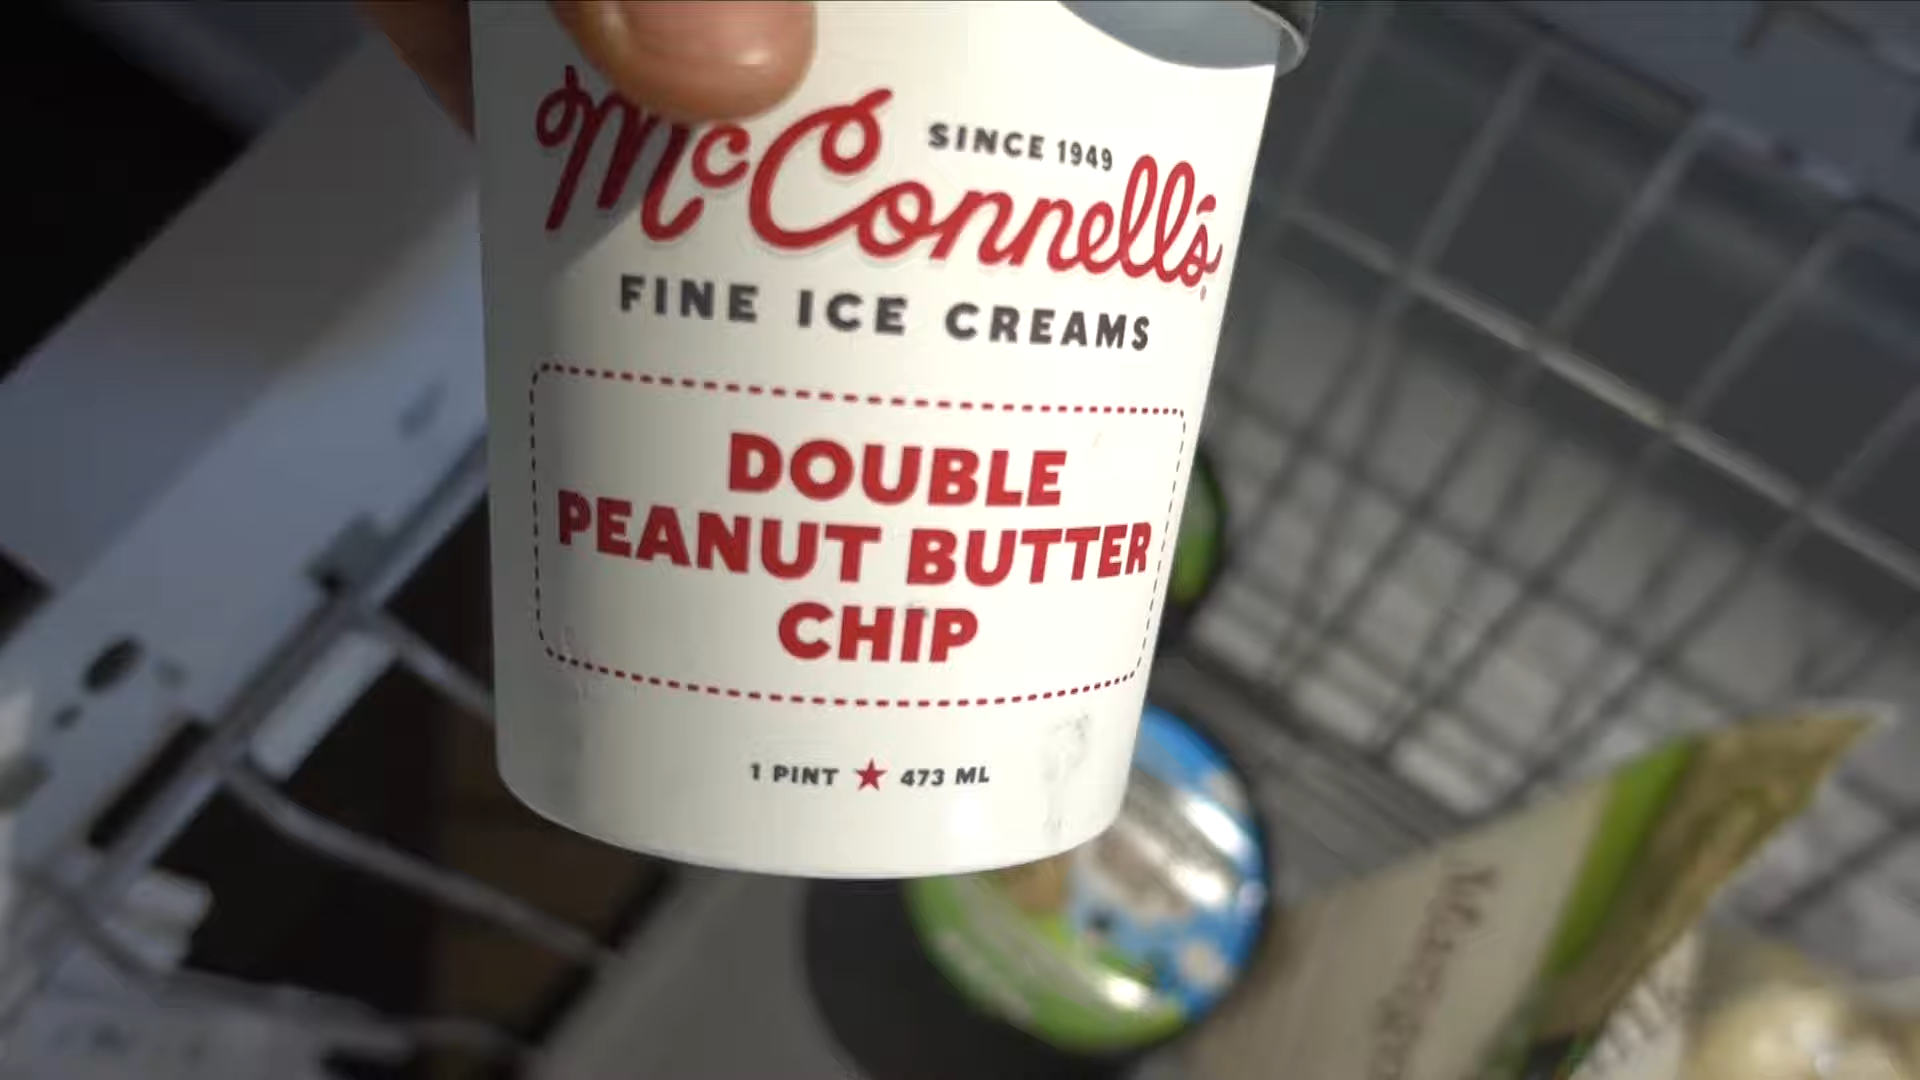 SINCE 1949
McConnell's
FINE ICE CREAMS
DOUBLE
PEANUT BUTTER
CHIP
1 PINT ★ 473 ML